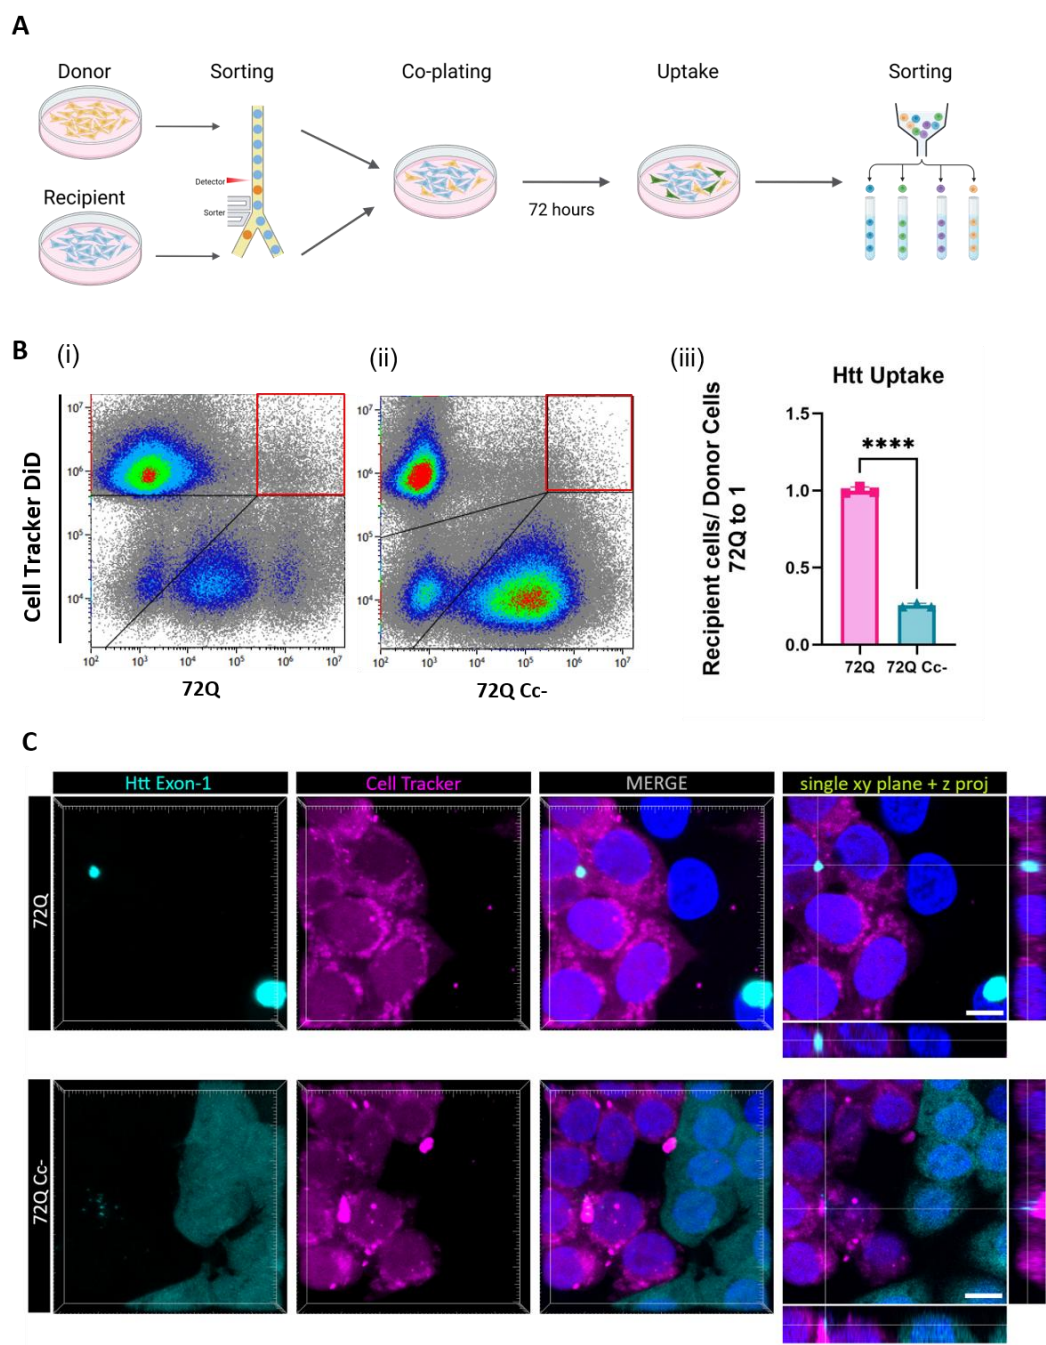 A
Donor
Sorting
Co-plating
Uptake
Sorting
Detector
Recipient
Sorter
72 hours
B
(i)
(ii)
(iii)
Htt Uptake
Cell Tracker DiD
10⁷
10⁶
10⁵
10⁴
10² 10³ 10⁴ 10⁵ 10⁶ 10⁷
72Q
10⁷
10⁶
10⁵
10⁴
10² 10³ 10⁴ 10⁵ 10⁶ 10⁷
72Q Cc-
Recipient cells/ Donor Cells
72Q to 1
1.5
1.0
0.5
0.0
****
72Q 72Q Cc-
C
Htt Exon-1
Cell Tracker
MERGE
single xy plane + z proj
72Q
72Q Cc-